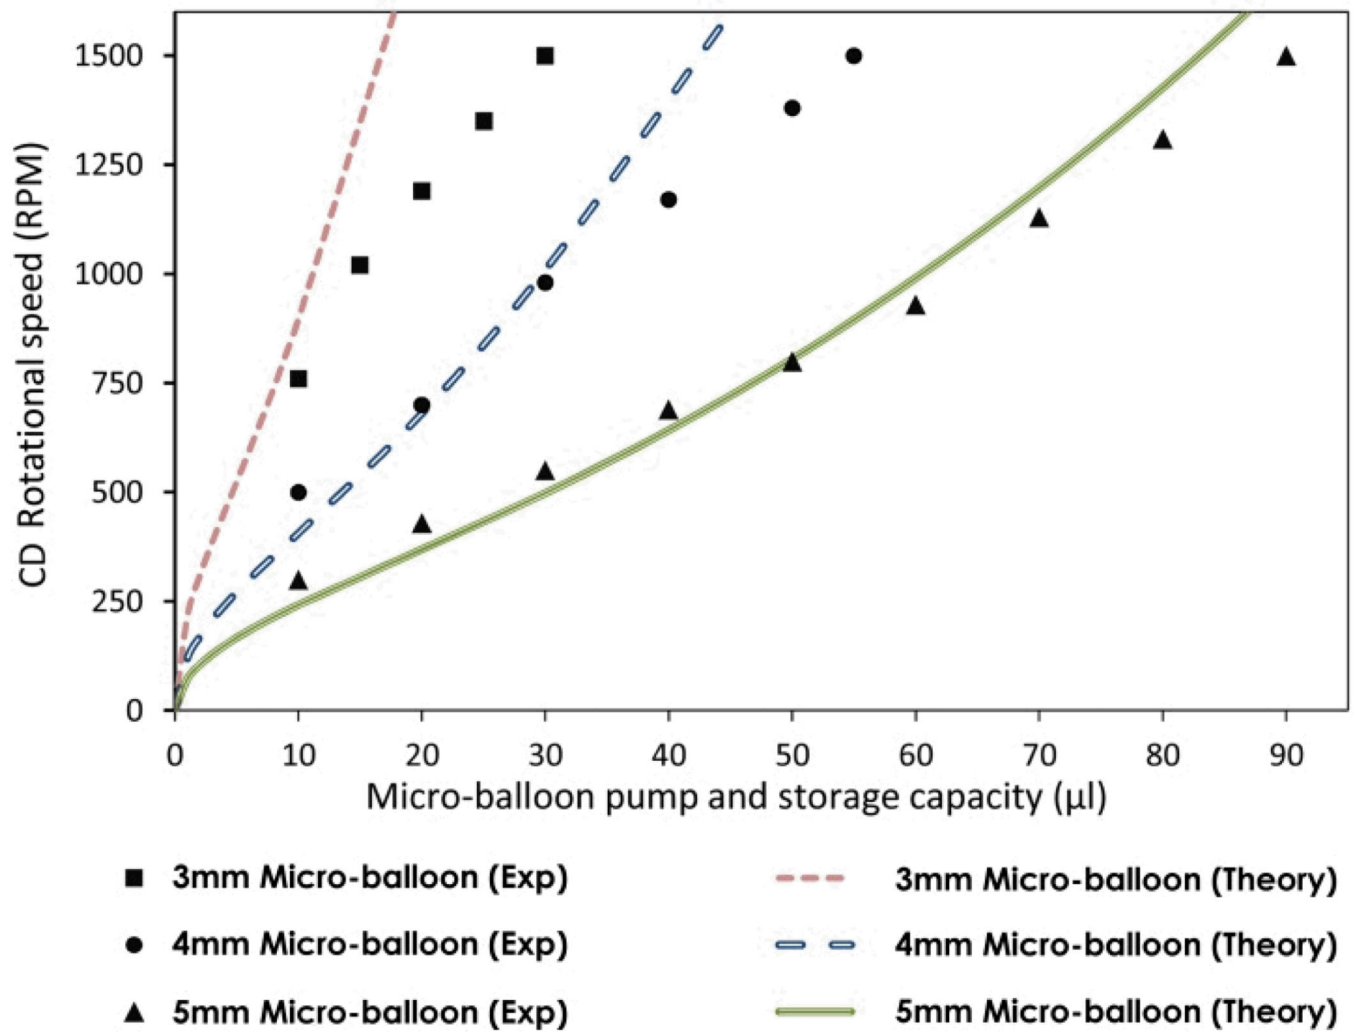 CD Rotational speed (RPM)
1500
1250
1000
750
500
250
0
0 10 20 30 40 50 60 70 80 90
Micro-balloon pump and storage capacity (µl)
3mm Micro-balloon (Exp) 3mm Micro-balloon (Theory)
4mm Micro-balloon (Exp) 4mm Micro-balloon (Theory)
5mm Micro-balloon (Exp) 5mm Micro-balloon (Theory)